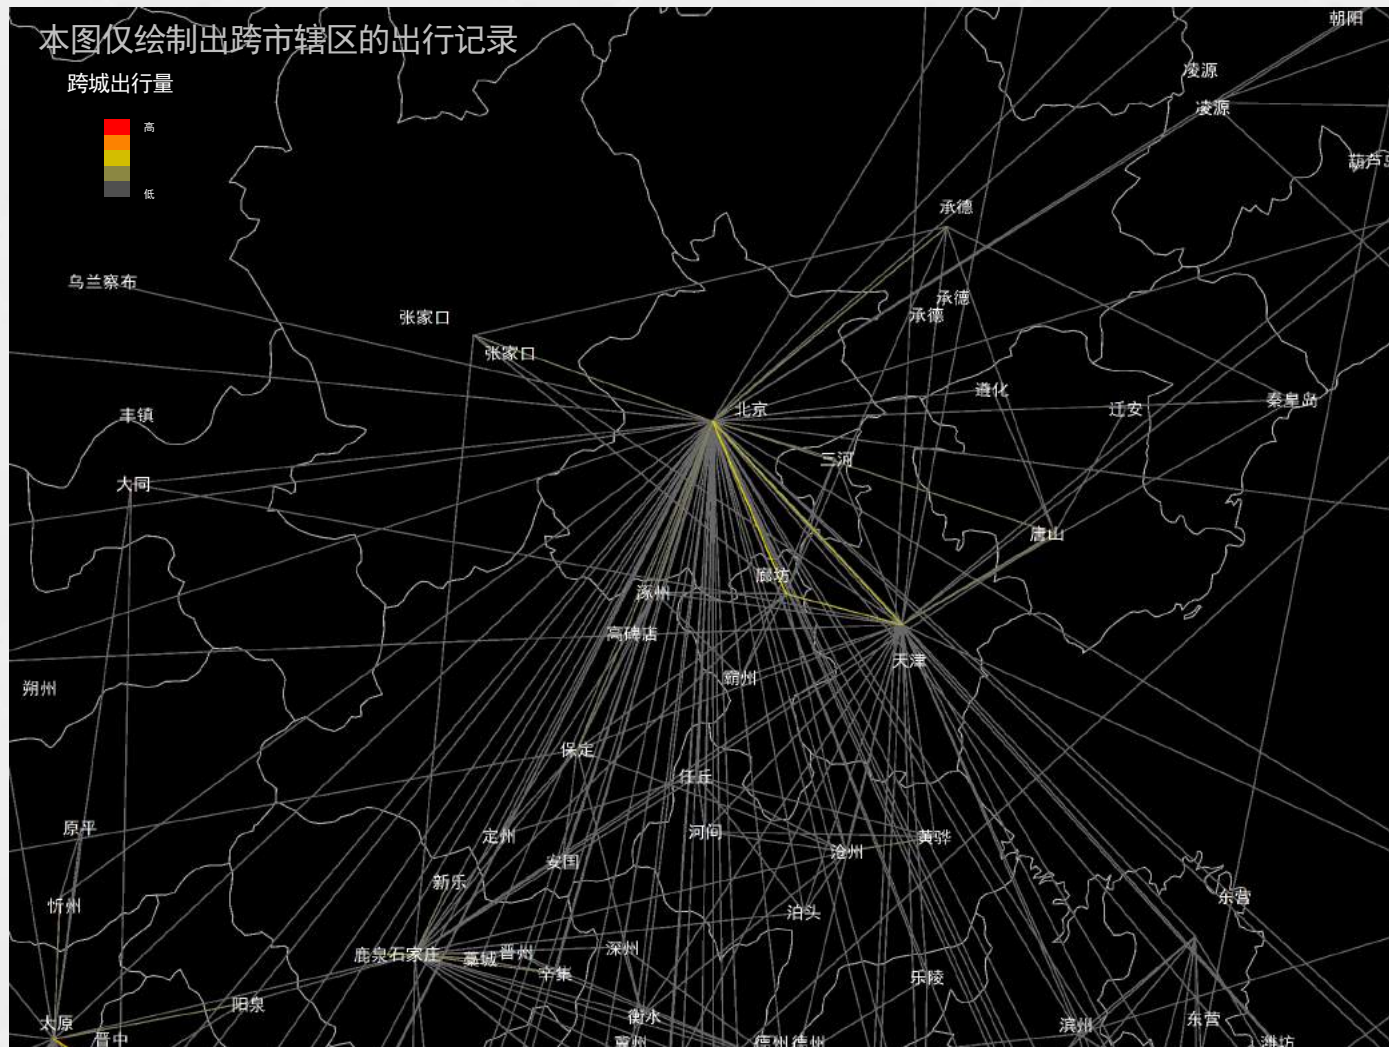 本图仅绘制出跨市辖区的出行记录
跨城出行量
高
低
朝阳
凌源
凌源
承德
乌兰察布
承德
承德
张家口
张家口
遵化
北京
迁安
秦皇岛
丰镇
三河
大同
唐山
廊坊
涿州
高碑店
天津
霸州
朔州
保定
任丘
原平
定州
河间
黄骅
沧州
安国
新乐
东营
忻州
泊头
鹿泉石家庄
藁城
晋州
深州
辛集
乐陵
阳泉
太原
衡水
东营
滨州
晋中
冀州
德州德州
潍坊